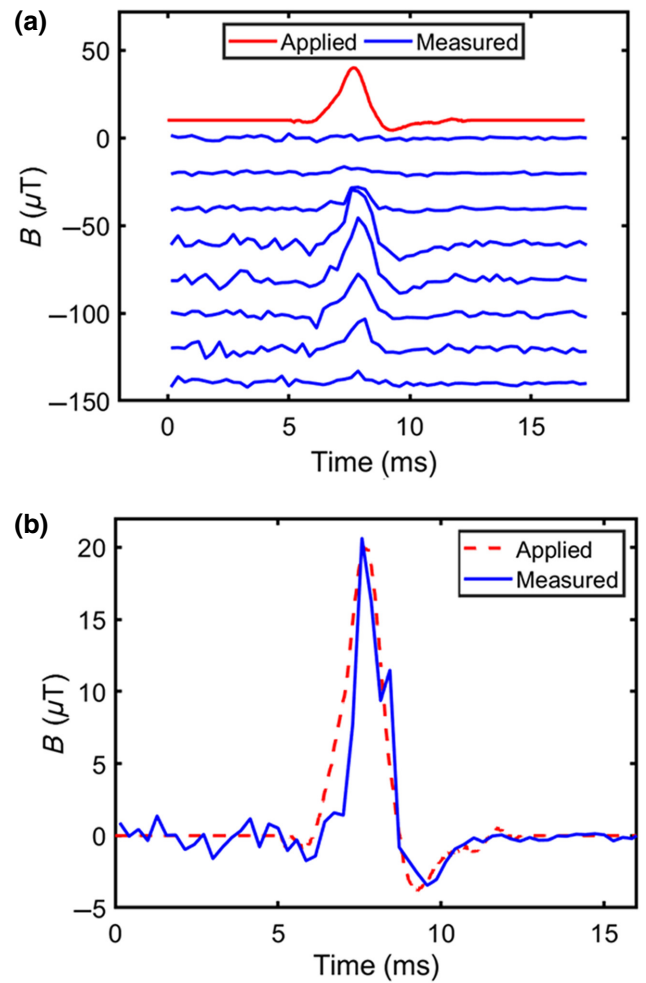 (a)
Applied Measured
50
0
−50
−100
−150
B (μT)
0 5 10 15
Time (ms)
(b)
Applied
Measured
20
15
10
5
0
−5
B (μT)
0 5 10 15
Time (ms)